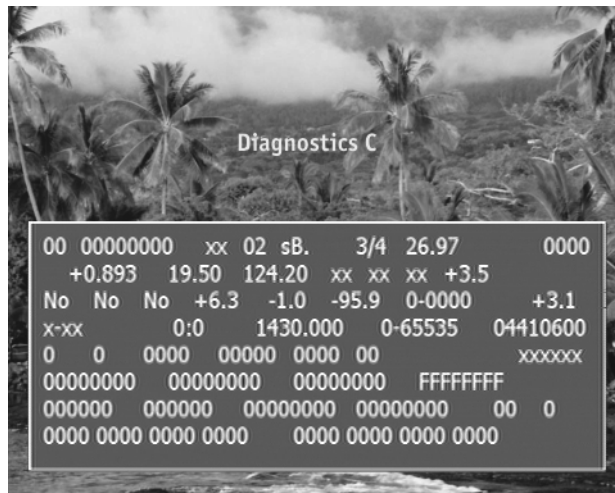 Diagnostics C
00 00000000 xx 02 sB. 3/4 26.97 0000
+0.893 19.50 124.20 xx xx xx +3.5
No No No +6.3 -1.0 -95.9 0-0000 +3.1
x-xx 0:0 1430.000 0-65535 04410600
0 0 0000 00000 0000 00 xxxxxx
00000000 00000000 00000000 FFFFFFFF
000000 000000 00000000 00000000 00 0
0000 0000 0000 0000 0000 0000 0000 0000